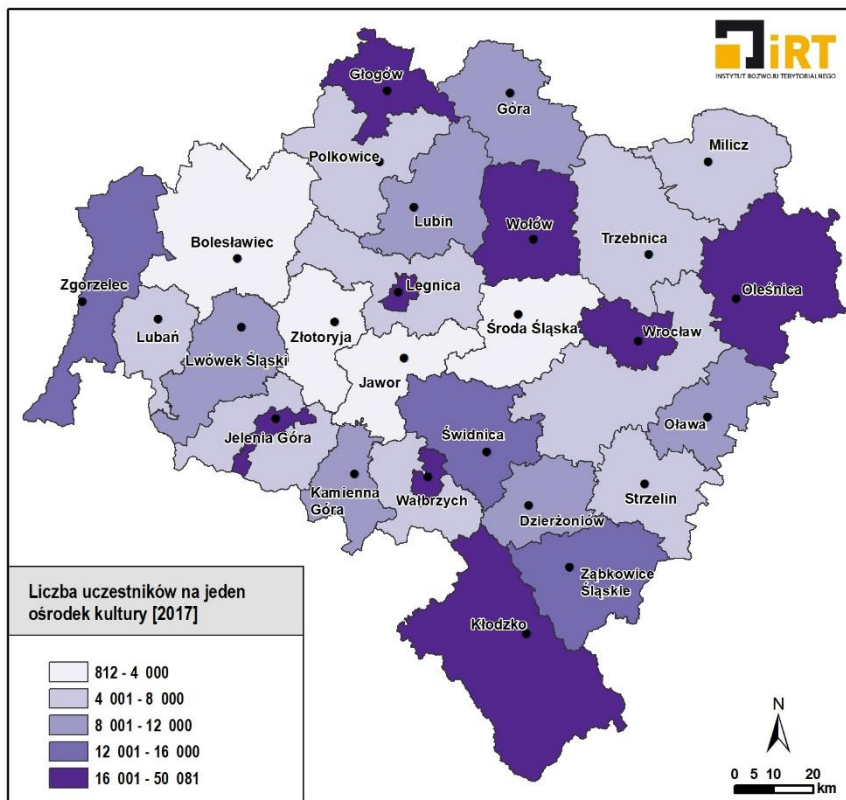 iRT
INSTYTUT ROZWOJU TERYTORIALNEGO
Głogów
Góra
Milicz
Polkowice
Lubin
Wołów
Trzebnica
Bolesławiec
Oleśnica
Zgorzelec
Legnica
Lubań
Złotoryja
Środa Śląska
Wrocław
Lwówek Śląski
Jawor
Jelenia Góra
Świdnica
Oława
Kamienna
Góra
Wałbrzych
Strzelin
Dzierżoniów
Ząbkowice
Śląskie
Kłodzko
Liczba uczestników na jeden
ośrodek kultury [2017]
812 - 4 000
4 001 - 8 000
8 001 - 12 000
12 001 - 16 000
16 001 - 50 081
N
0 5 10 20
km